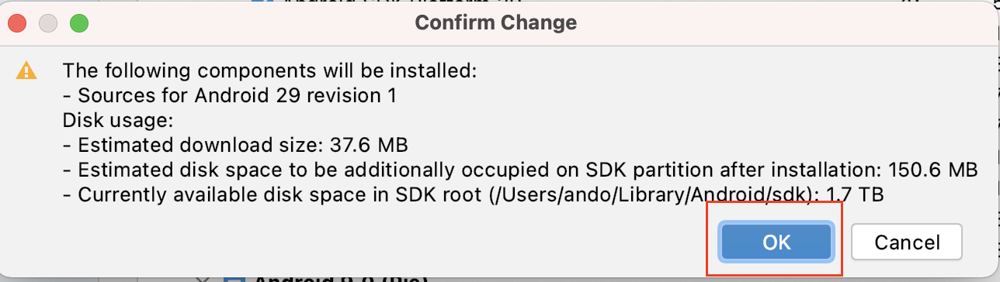 Confirm Change
The following components will be installed:
- Sources for Android 29 revision 1
Disk usage:
- Estimated download size: 37.6 MB
- Estimated disk space to be additionally occupied on SDK partition after installation: 150.6 MB
- Currently available disk space in SDK root (/Users/ando/Library/Android/sdk): 1.7 TB
OK
Cancel
Android 9.0 (Pie)